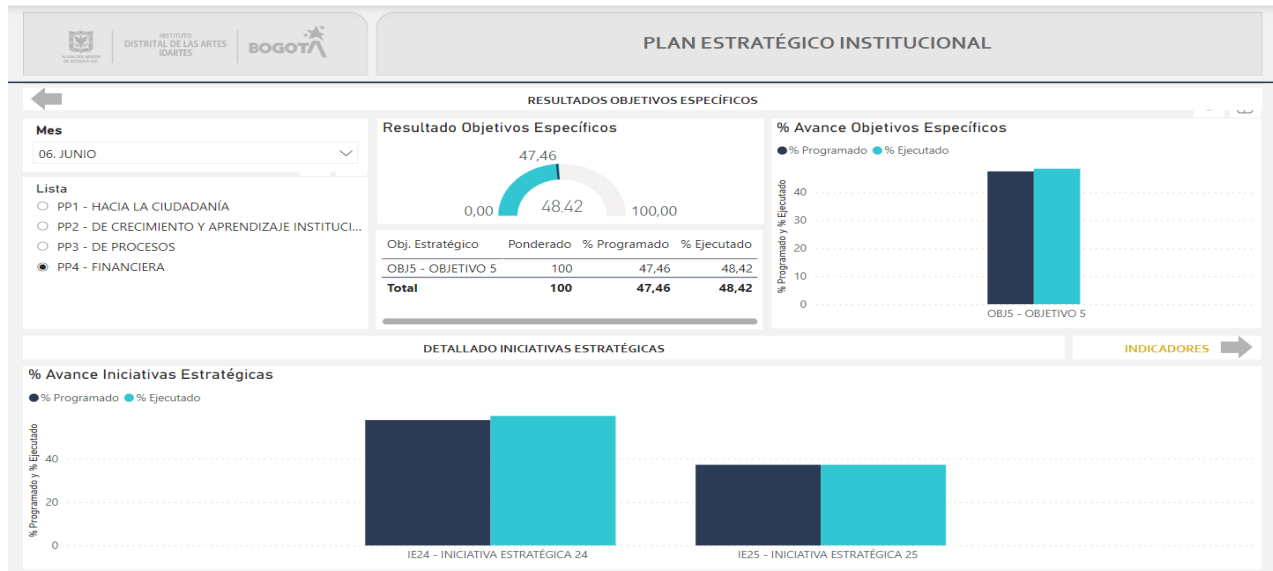 INSTITUTO
DISTRITAL DE LAS ARTES
IDARTES
BOGOTÁ
PLAN ESTRATÉGICO INSTITUCIONAL
RESULTADOS OBJETIVOS ESPECÍFICOS
Mes
06. JUNIO
Lista
PP1 - HACIA LA CIUDADANÍA
PP2 - DE CRECIMIENTO Y APRENDIZAJE INSTITUCI...
PP3 - DE PROCESOS
PP4 - FINANCIERA
Resultado Objetivos Específicos
47,46
0,00 48.42 100,00
Obj. Estratégico Ponderado % Programado % Ejecutado
OBJ5 - OBJETIVO 5 100 47,46 48,42
Total 100 47,46 48,42
% Avance Objetivos Específicos
% Programado % Ejecutado
% Programado y % Ejecutado
40
30
20
10
0
OBJ5 - OBJETIVO 5
DETALLADO INICIATIVAS ESTRATÉGICAS
INDICADORES
% Avance Iniciativas Estratégicas
% Programado % Ejecutado
% Programado y % Ejecutado
40
20
0
IE24 - INICIATIVA ESTRATÉGICA 24
IE25 - INICIATIVA ESTRATÉGICA 25